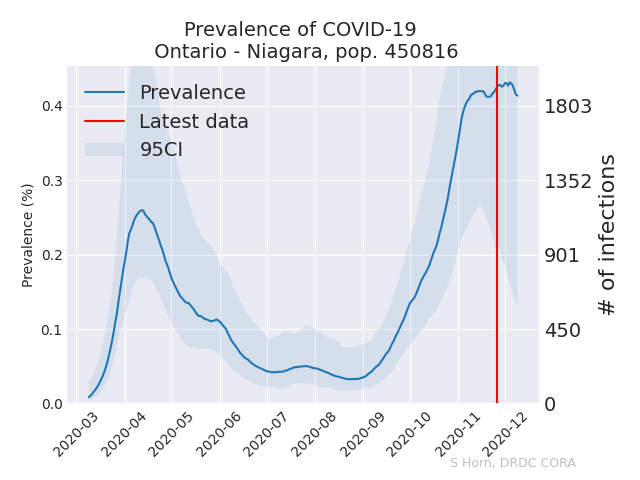 Prevalence of COVID-19
Ontario - Niagara, pop. 450816
Prevalence
Latest data
95CI
Prevalence (%)
0.4
0.3
0.2
0.1
0.0
1803
1352
901
450
0
# of infections
2020-03
2020-04
2020-05
2020-06
2020-07
2020-08
2020-09
2020-10
2020-11
2020-12
S Horn, DRDC CORA